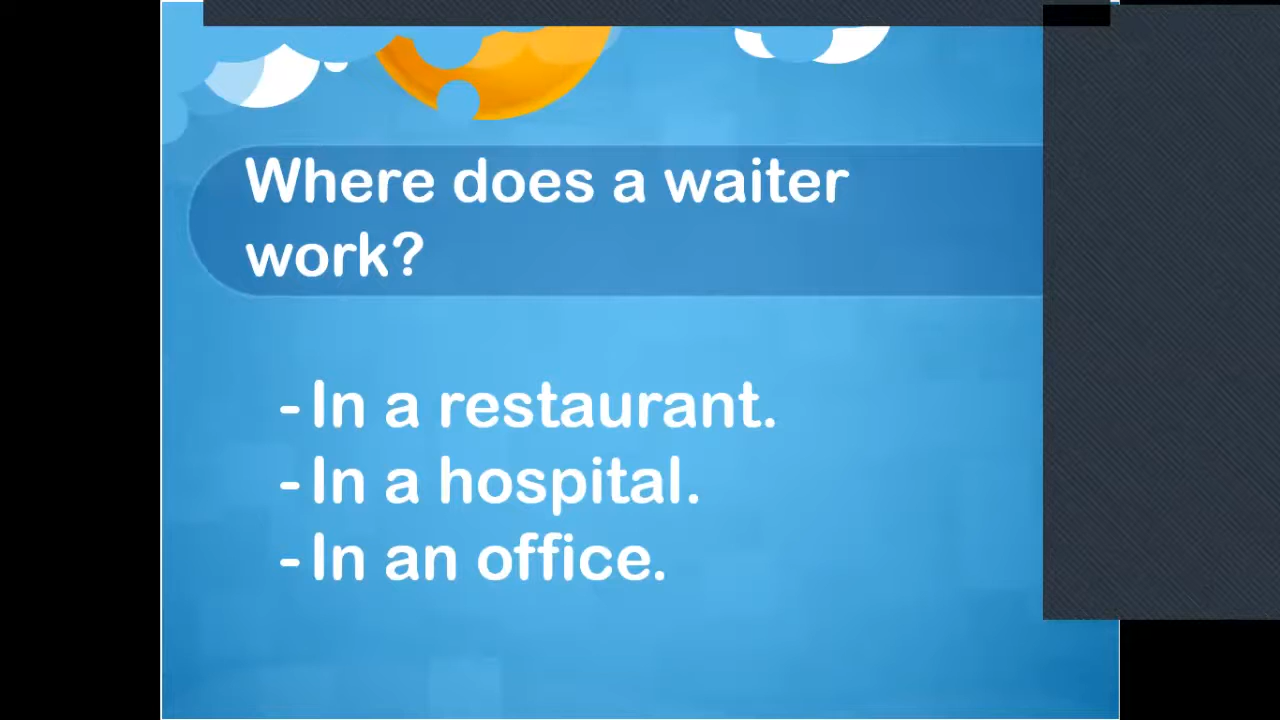 Where does a waiter
work?
- In a restaurant.
- In a hospital.
- In an office.